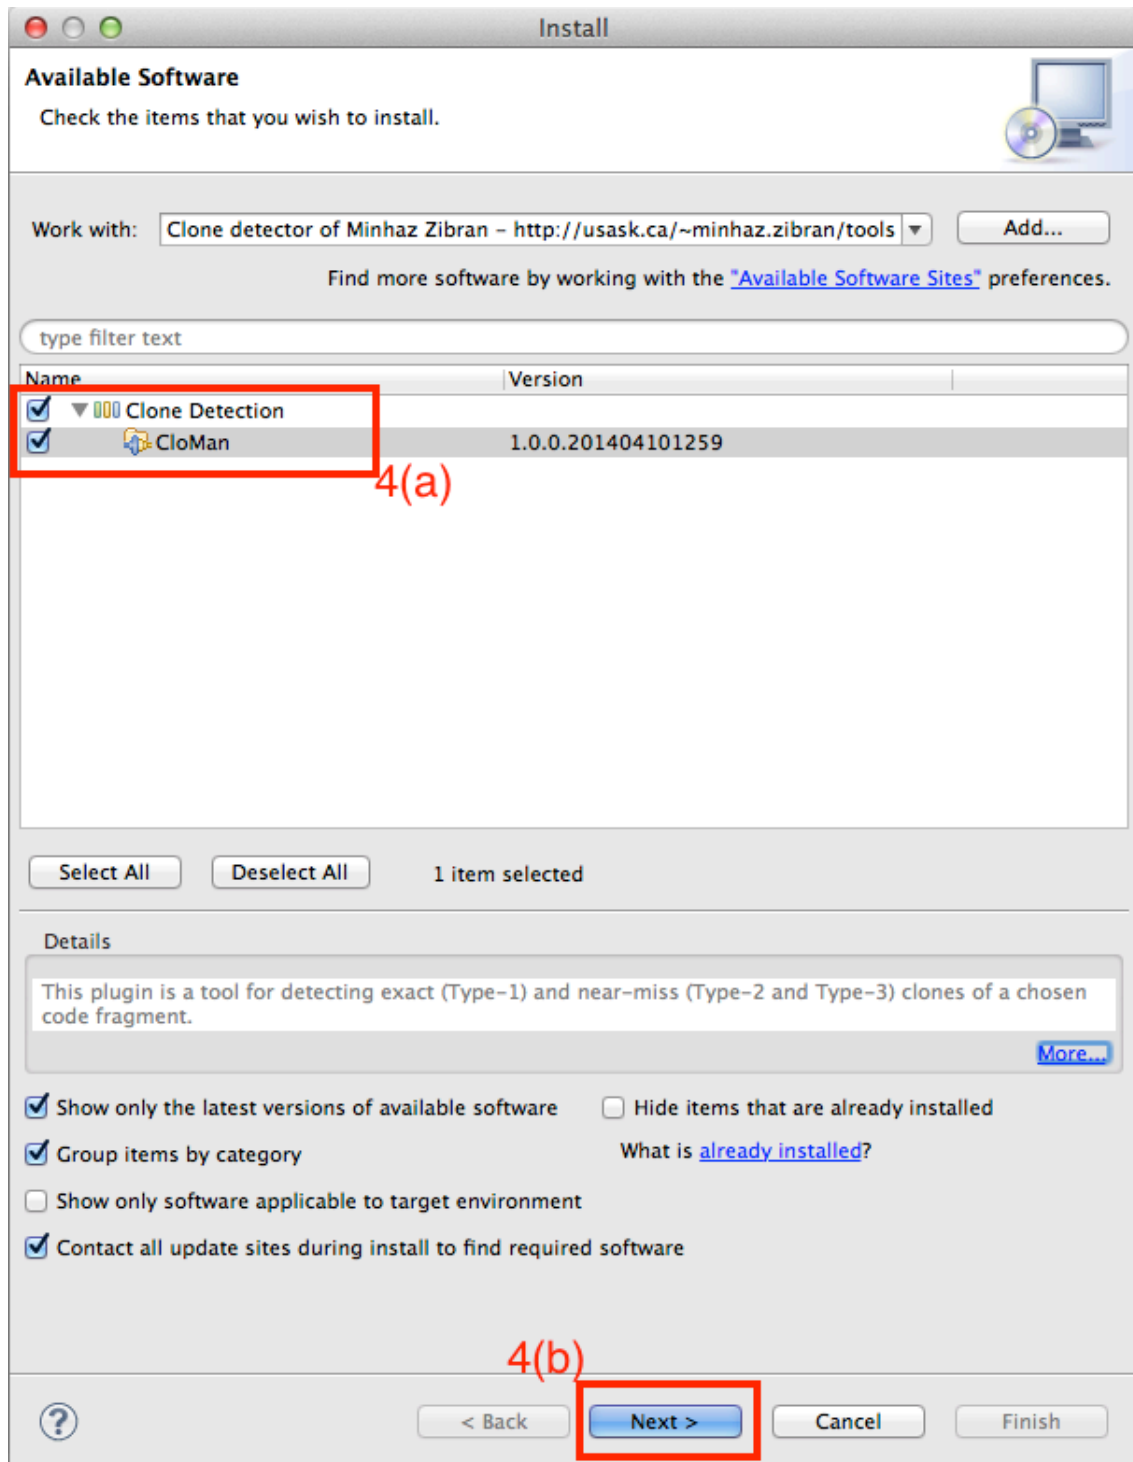 Install
Available Software
Check the items that you wish to install.
Work with: Clone detector of Minhaz Zibran – http://usask.ca/~minhaz.zibran/tools Add...
Find more software by working with the "Available Software Sites" preferences.
type filter text
Name Version
Clone Detection
CloMan 1.0.0.201404101259
4(a)
Select All Deselect All 1 item selected
Details
This plugin is a tool for detecting exact (Type-1) and near-miss (Type-2 and Type-3) clones of a chosen
code fragment.
More...
Show only the latest versions of available software Hide items that are already installed
Group items by category What is already installed?
Show only software applicable to target environment
Contact all update sites during install to find required software
4(b)
? < Back Next > Cancel Finish